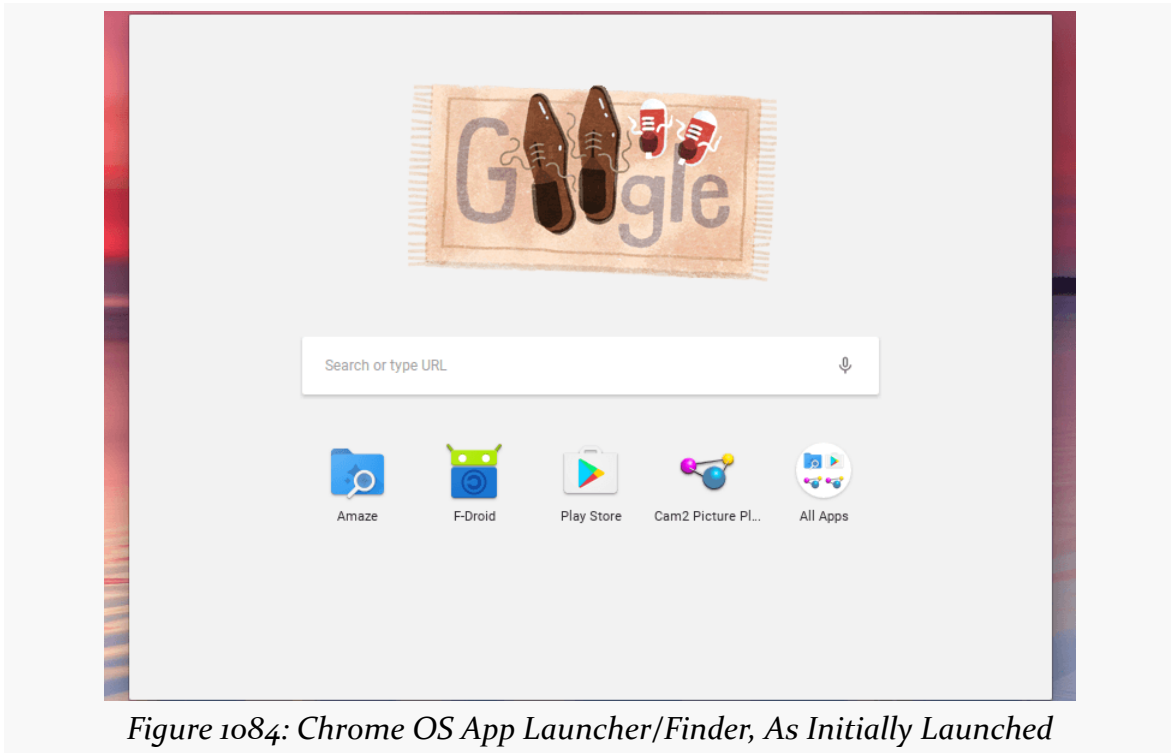 Google
Search or type URL
Amaze
F-Droid
Play Store
Cam2 Picture Pl...
All Apps
Figure 1084: Chrome OS App Launcher/Finder, As Initially Launched